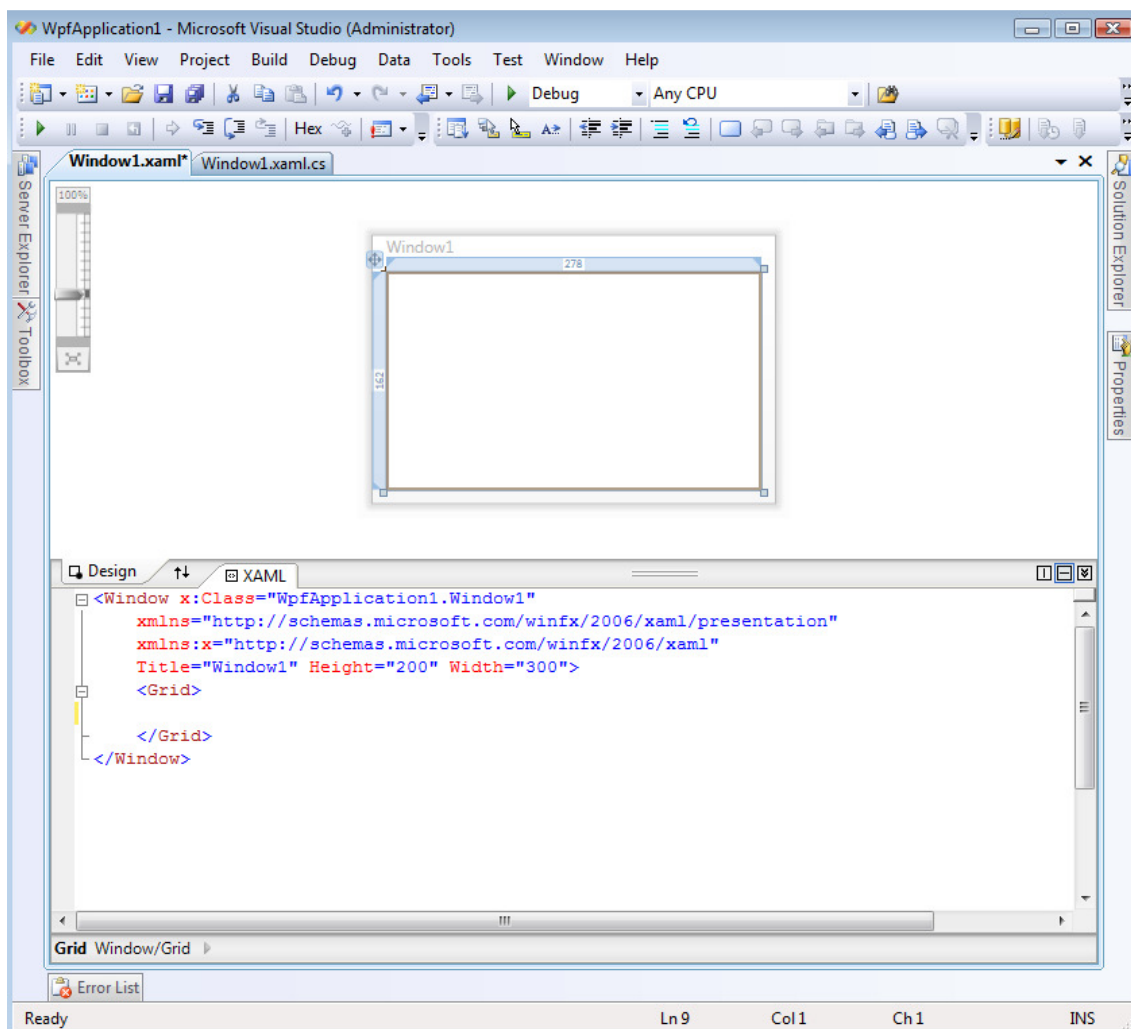 WpfApplication1 - Microsoft Visual Studio (Administrator)
File Edit View Project Build Debug Data Tools Test Window Help
Debug Any CPU
Hex
Window1.xaml* Window1.xaml.cs
Server Explorer
Toolbox
Solution Explorer
Properties
100%
Window1
278
162
Design XAML
<Window x:Class="WpfApplication1.Window1"
xmlns="http://schemas.microsoft.com/winfx/2006/xaml/presentation"
xmlns:x="http://schemas.microsoft.com/winfx/2006/xaml"
Title="Window1" Height="200" Width="300">
<Grid>
</Grid>
</Window>
Grid Window/Grid
Error List
Ready Ln 9 Col 1 Ch 1 INS